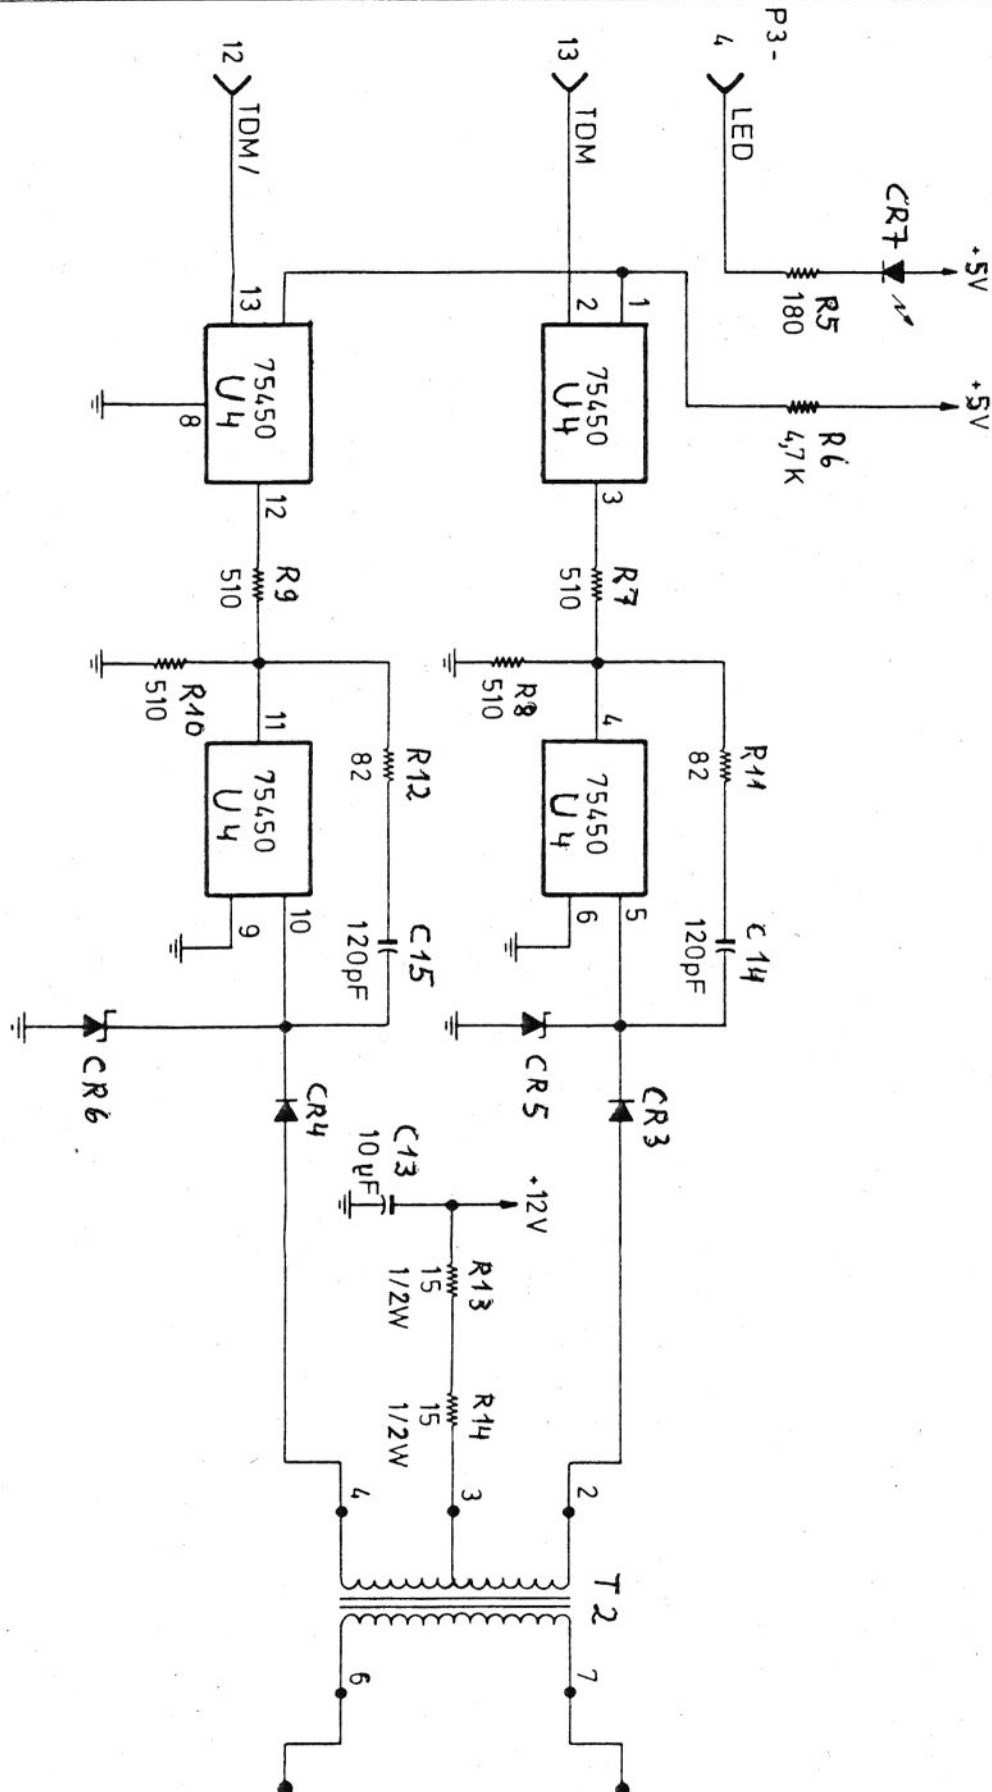 P3-
4
LED
CR7
+5V
R5
180
+5V
R6
4,7K
13
TDM
1
2
75450
U4
3
R7
510
R8
510
4
75450
U4
5
6
R11
82
C14
120pF
CR5
CR3
12
TDM/
13
75450
U4
8
12
R9
510
R10
510
11
75450
U4
10
9
R12
82
C15
120pF
CR6
CR4
+12V
C13
10µF
R13
15
1/2W
R14
15
1/2W
2
3
4
T2
7
6